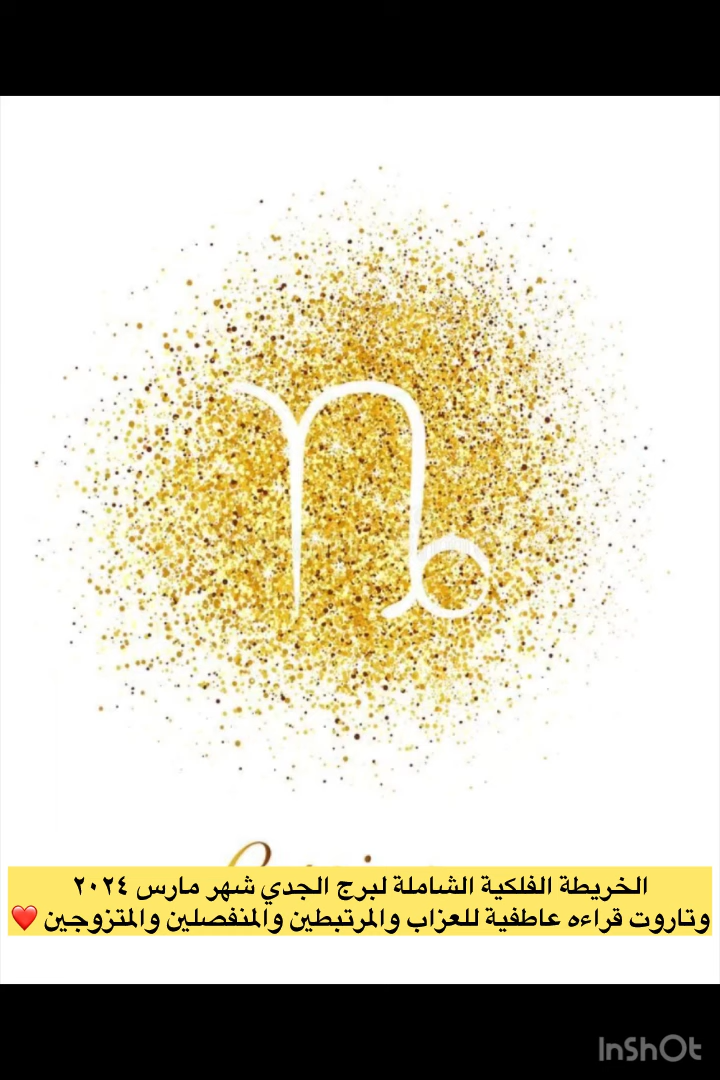 الخريطة الفلكية الشاملة لبرج الجدي شهر مارس ٢٠٢٤
وتاروت قراءه عاطفية للعزاب والمرتبطين والمنفصلين والمتزوجين ❤️
InShOt